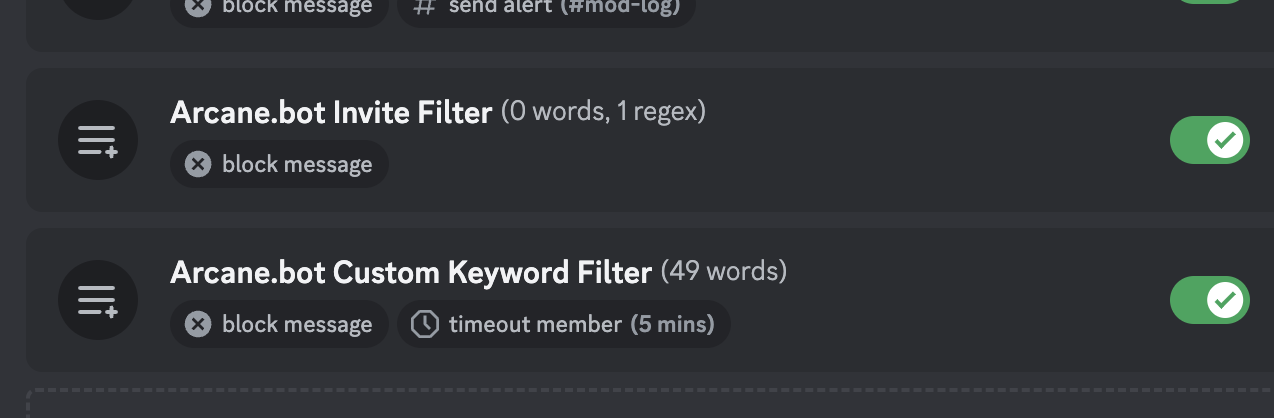 block message # send alert (#mod-log)
Arcane.bot Invite Filter (0 words, 1 regex)
block message
Arcane.bot Custom Keyword Filter (49 words)
block message timeout member (5 mins)